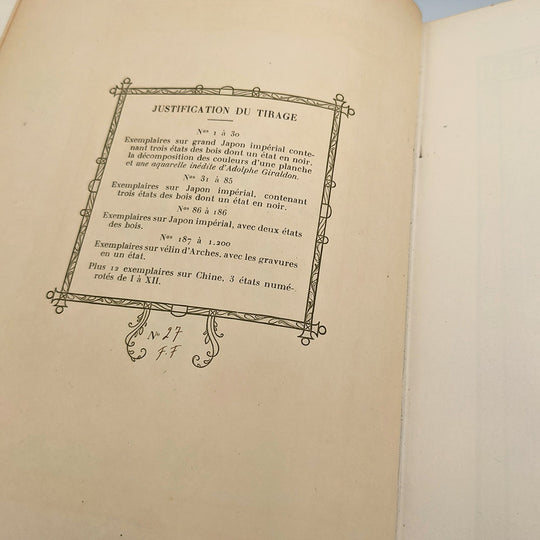 JUSTIFICATION DU TIRAGE
Nos 1 à 30
Exemplaires sur grand Japon impérial conte-
nant trois états des bois dont un état en noir,
la décomposition des couleurs d'une planche
et une aquarelle inédite d'Adolphe Giraldon.
Nos 31 à 85
Exemplaires sur Japon impérial, contenant
trois états des bois dont un état en noir.
Nos 86 à 186
Exemplaires sur Japon impérial, avec deux états
des bois.
Nos 187 à 1.200
Exemplaires sur vélin d'Arches, avec les gravures
en un état.
Plus 12 exemplaires sur Chine, 3 états numé-
rotés de I à XII.
No 27
F.F